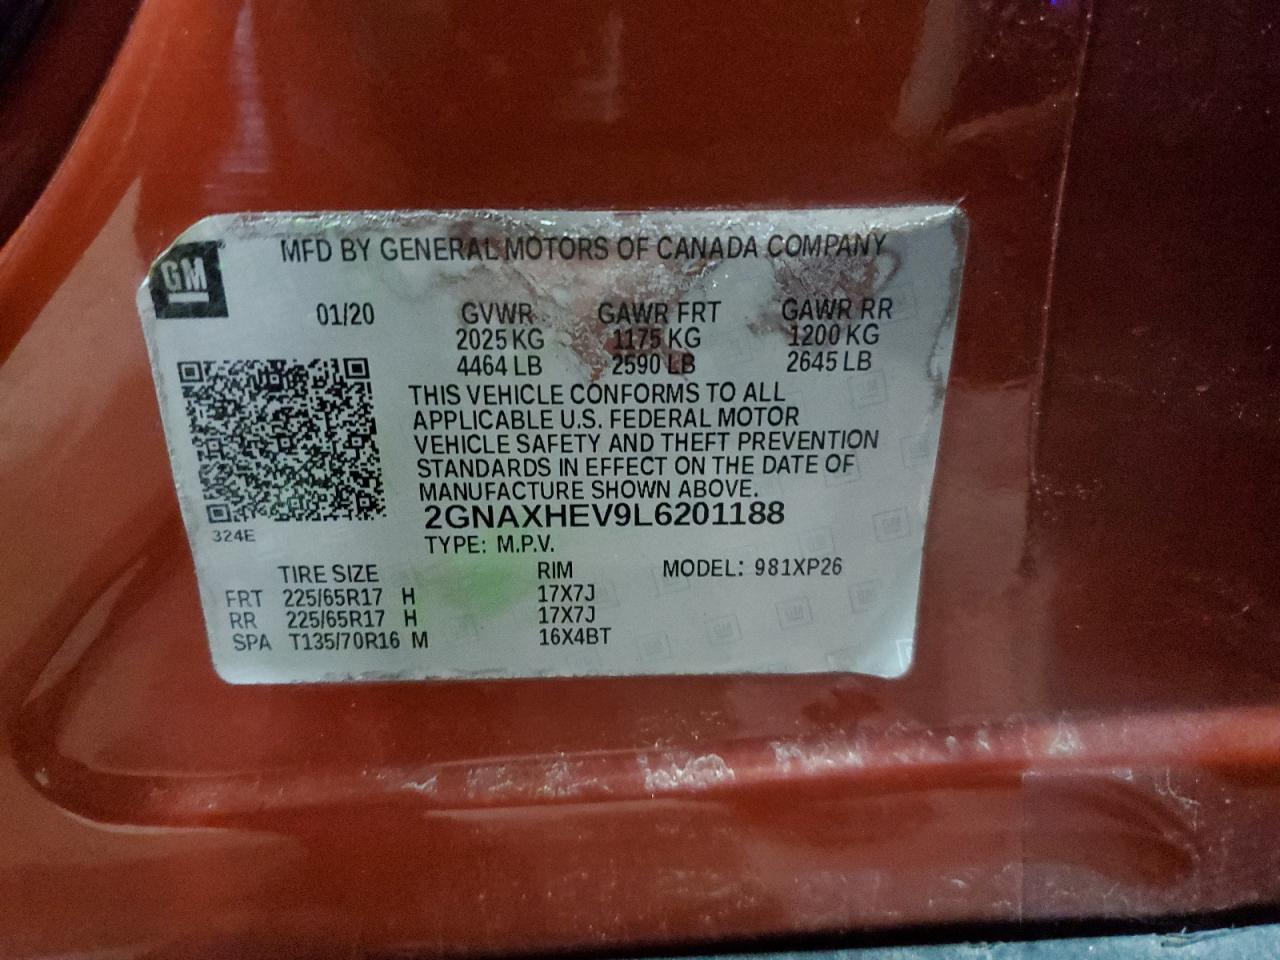 GM
MFD BY GENERAL MOTORS OF CANADA COMPANY
01/20 GVWR GAWR FRT GAWR RR
2025 KG 1175 KG 1200 KG
4464 LB 2590 LB 2645 LB
THIS VEHICLE CONFORMS TO ALL
APPLICABLE U.S. FEDERAL MOTOR
VEHICLE SAFETY AND THEFT PREVENTION
STANDARDS IN EFFECT ON THE DATE OF
MANUFACTURE SHOWN ABOVE.
2GNAXHEV9L6201188
324E
TYPE: M.P.V.
TIRE SIZE RIM MODEL: 981XP26
FRT 225/65R17 H 17X7J
RR 225/65R17 H 17X7J
SPA T135/70R16 M 16X4BT